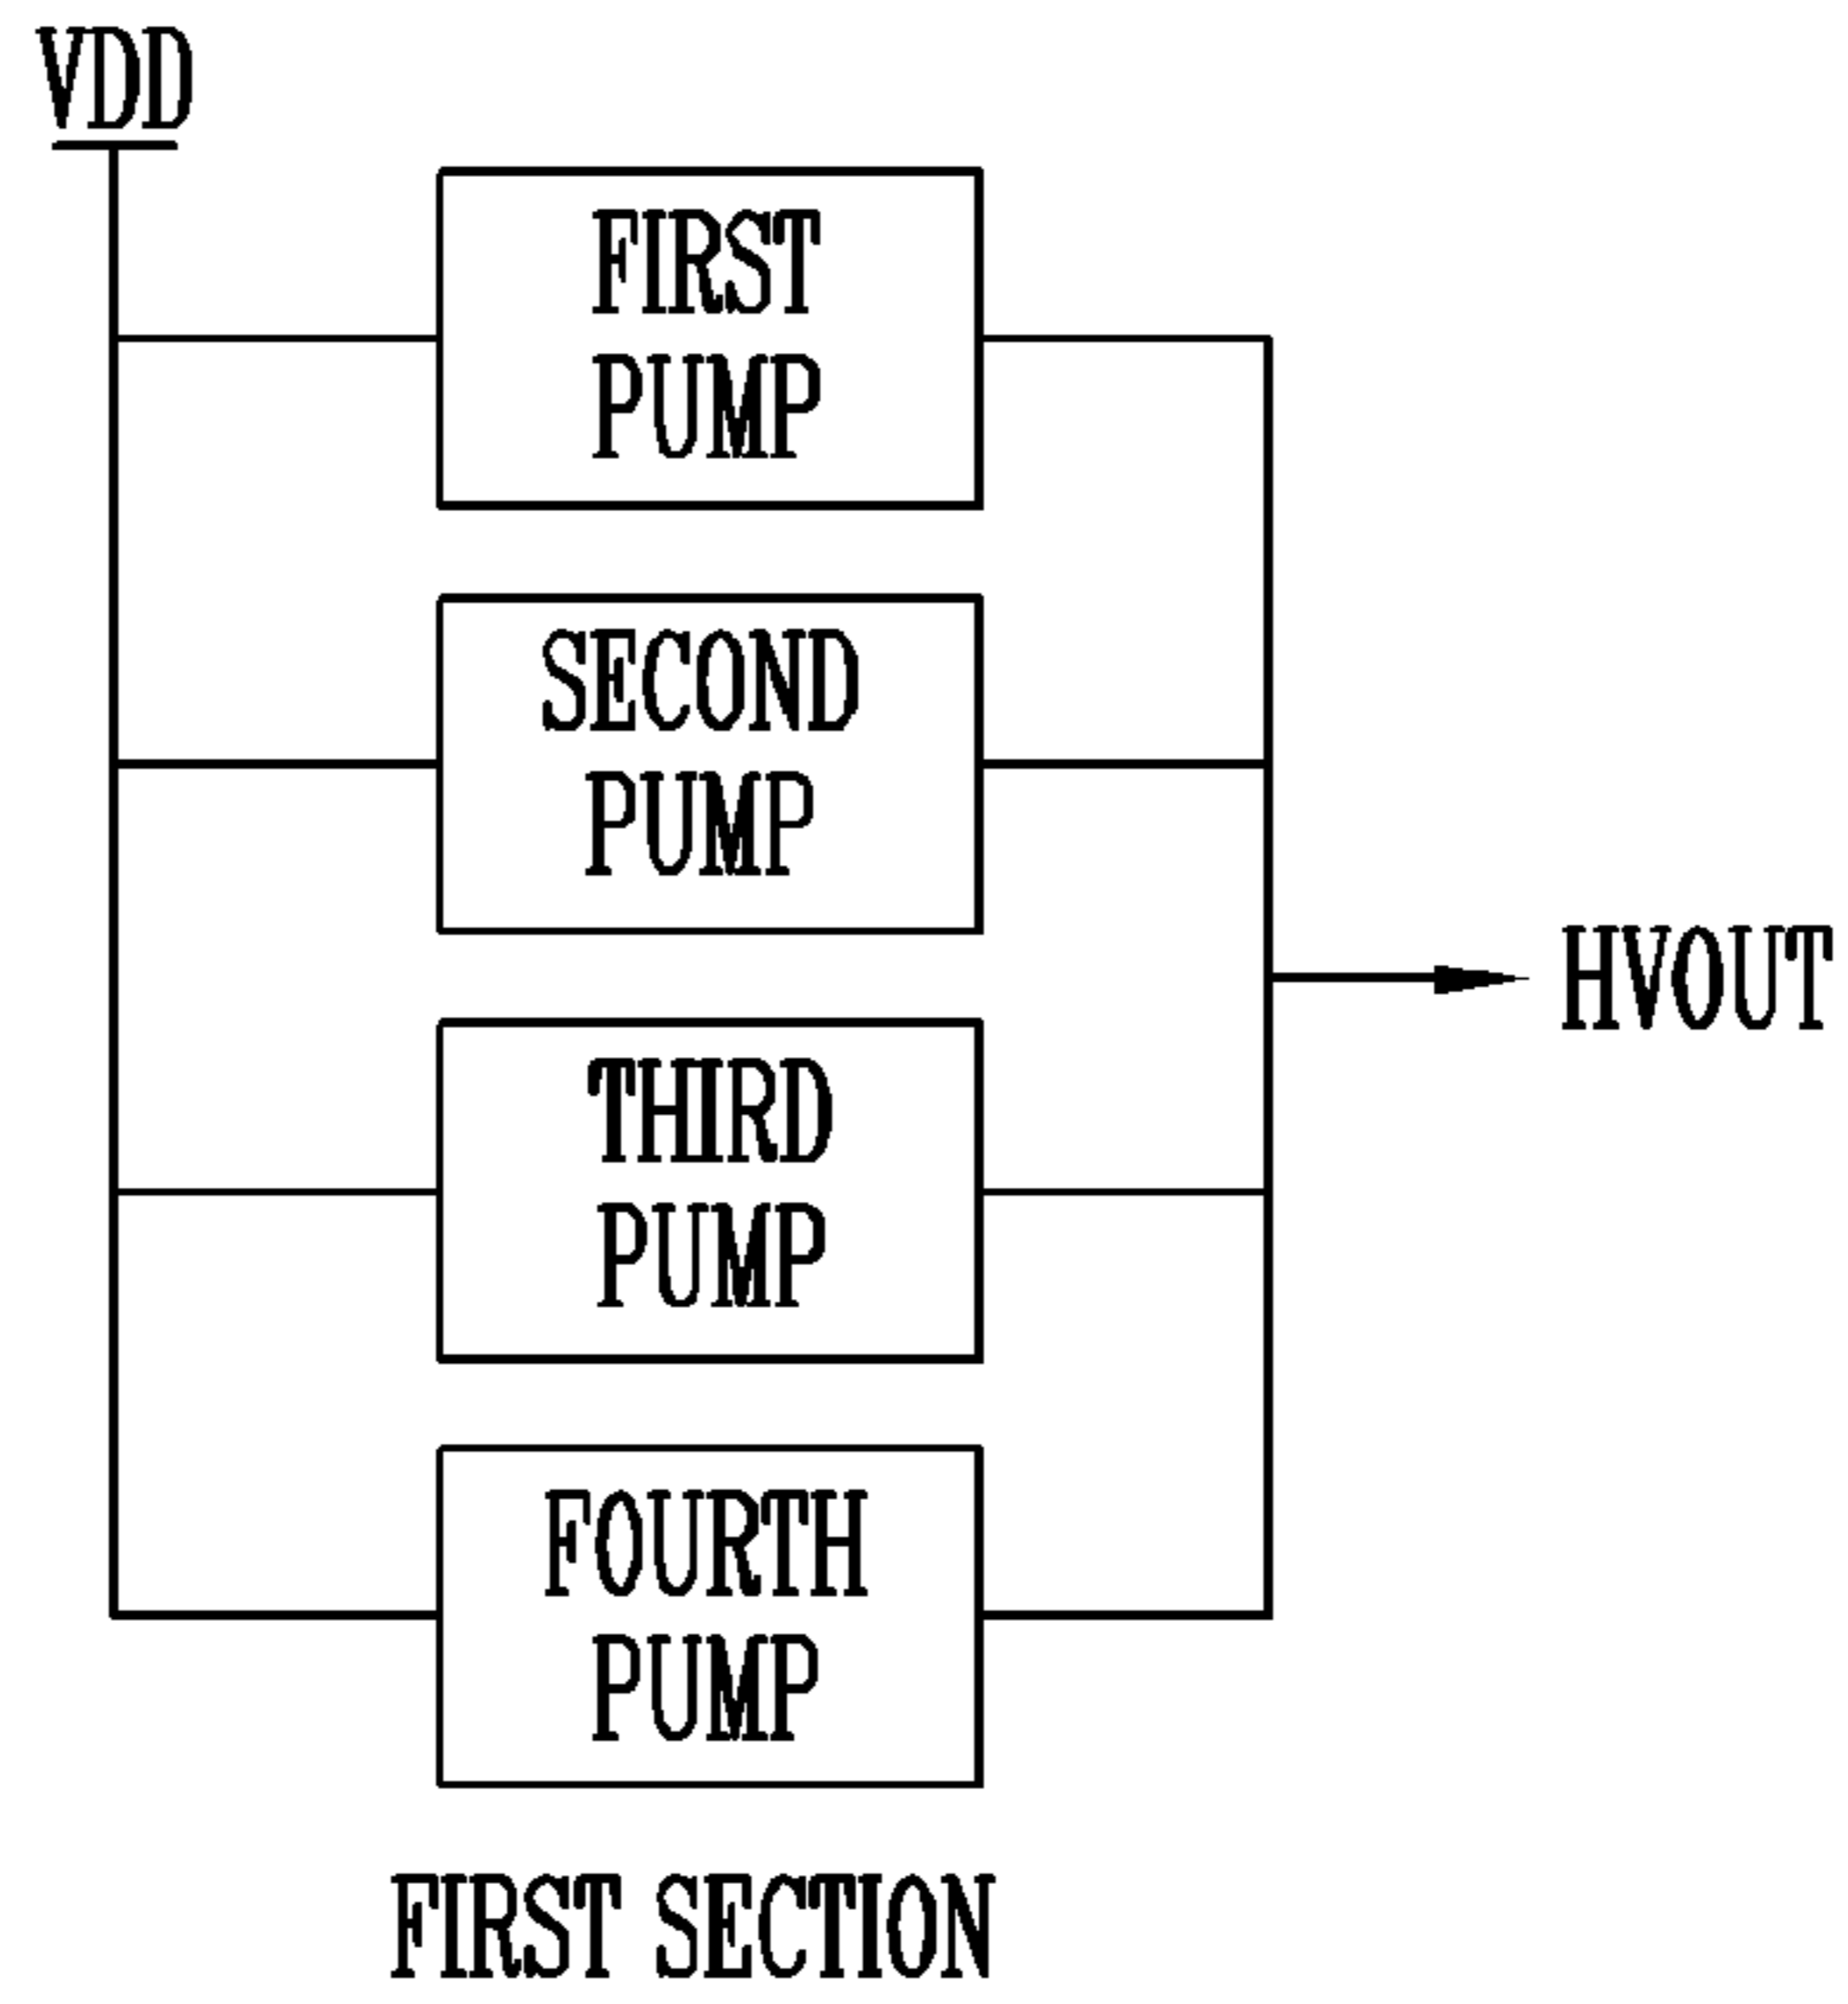 VDD
FIRST
PUMP
SECOND
PUMP
HVOUT
THIRD
PUMP
FOURTH
PUMP
FIRST SECTION